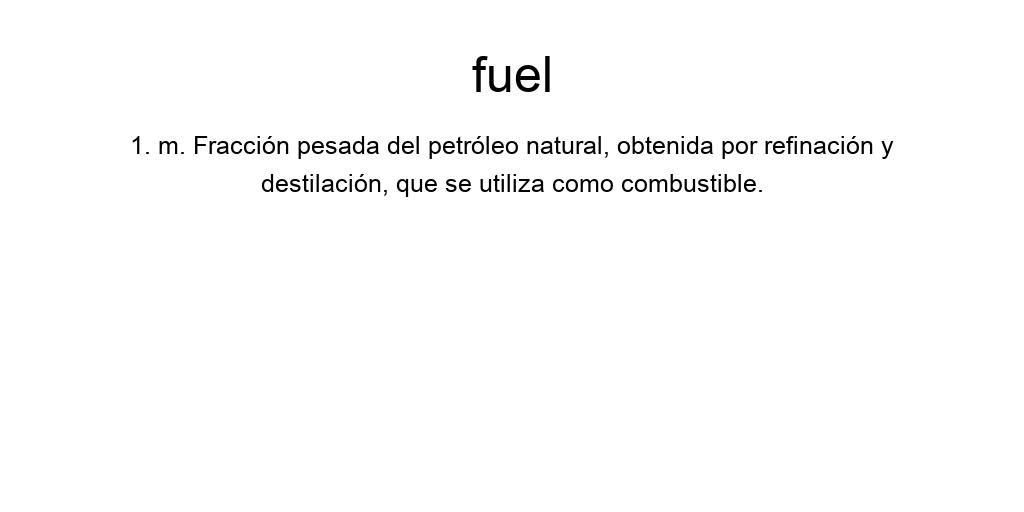 fuel
1. m. Fracción pesada del petróleo natural, obtenida por refinación y
destilación, que se utiliza como combustible.